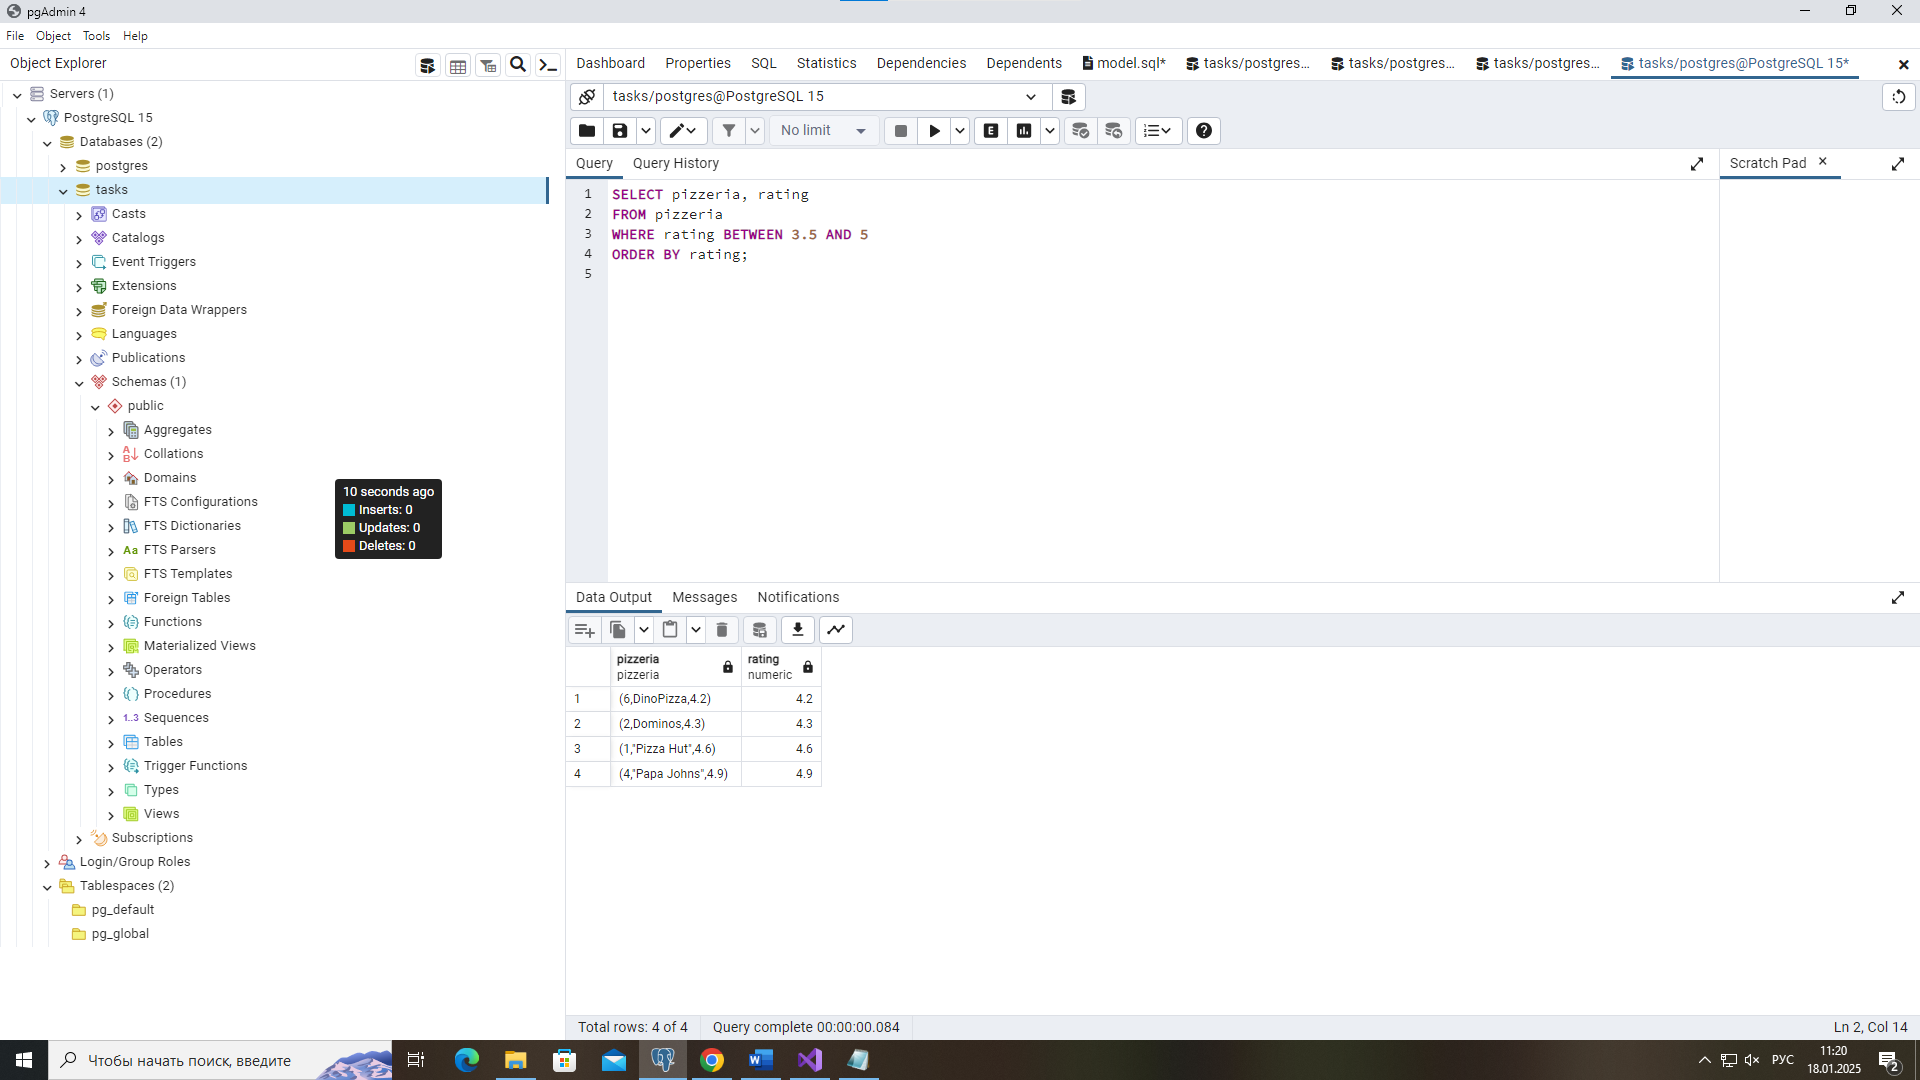 pgAdmin 4
File Object Tools Help
Object Explorer
Dashboard Properties SQL Statistics Dependencies Dependents model.sql* tasks/postgres... tasks/postgres... tasks/postgres... tasks/postgres@PostgreSQL 15*
Servers (1)
PostgreSQL 15
Databases (2)
postgres
tasks
Casts
Catalogs
Event Triggers
Extensions
Foreign Data Wrappers
Languages
Publications
Schemas (1)
public
Aggregates
Collations
Domains
FTS Configurations
FTS Dictionaries
Aa FTS Parsers
FTS Templates
Foreign Tables
Functions
Materialized Views
Operators
Procedures
1..3 Sequences
Tables
Trigger Functions
Types
Views
Subscriptions
Login/Group Roles
Tablespaces (2)
pg_default
pg_global
10 seconds ago
Inserts: 0
Updates: 0
Deletes: 0
tasks/postgres@PostgreSQL 15
No limit
E
Query Query History
Scratch Pad
1 SELECT pizzeria, rating
2 FROM pizzeria
3 WHERE rating BETWEEN 3.5 AND 5
4 ORDER BY rating;
5
Data Output Messages Notifications
pizzeria rating
pizzeria numeric
1 (6,DinoPizza,4.2) 4.2
2 (2,Dominos,4.3) 4.3
3 (1,"Pizza Hut",4.6) 4.6
4 (4,"Papa Johns",4.9) 4.9
Total rows: 4 of 4 Query complete 00:00:00.084 Ln 2, Col 14
Чтобы начать поиск, введите
РУС
11:20
18.01.2025
2